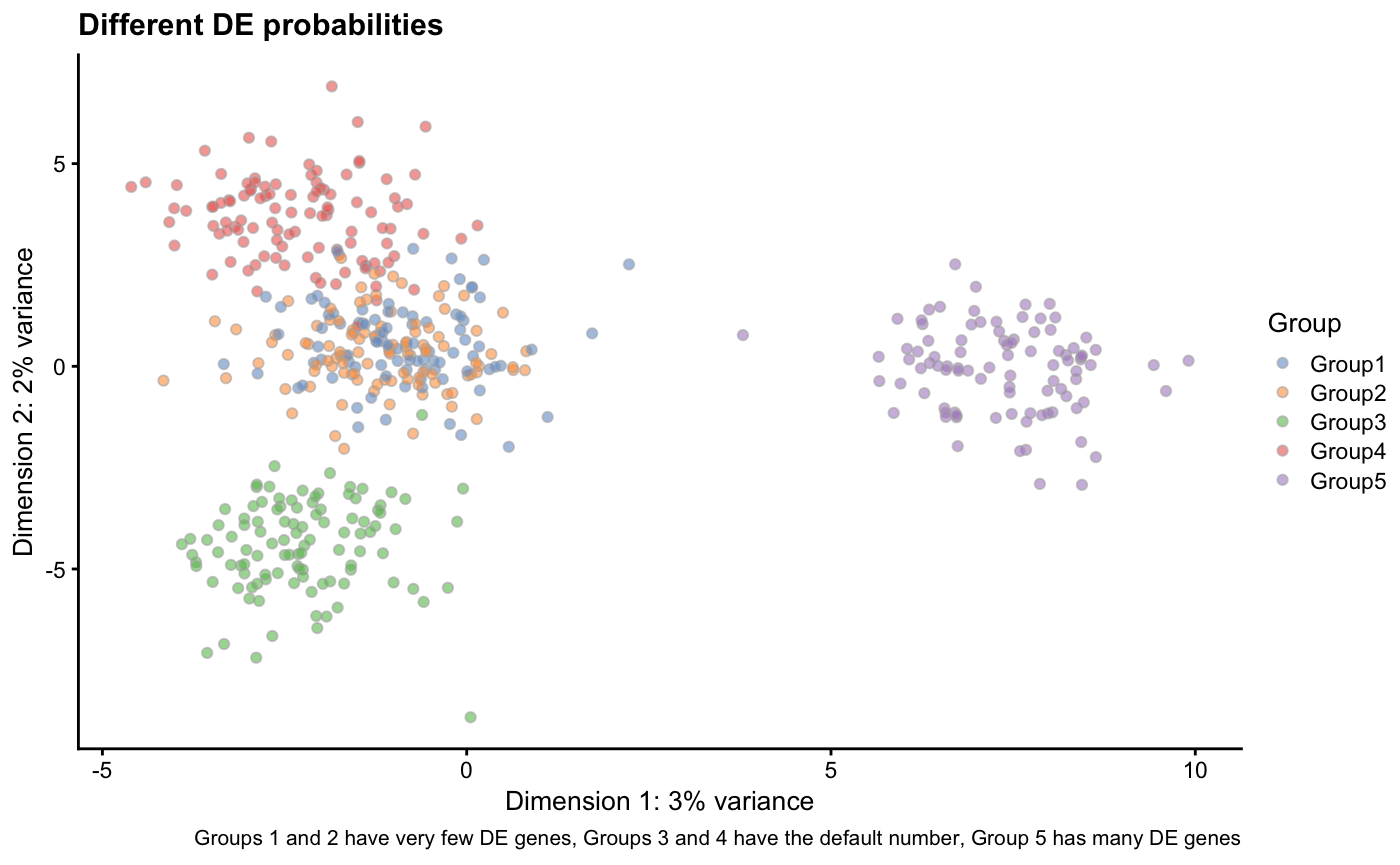 Different DE probabilities
5
0
-5
Dimension 2: 2% variance
-5
0
5
10
Dimension 1: 3% variance
Group
Group1
Group2
Group3
Group4
Group5
Groups 1 and 2 have very few DE genes, Groups 3 and 4 have the default number, Group 5 has many DE genes